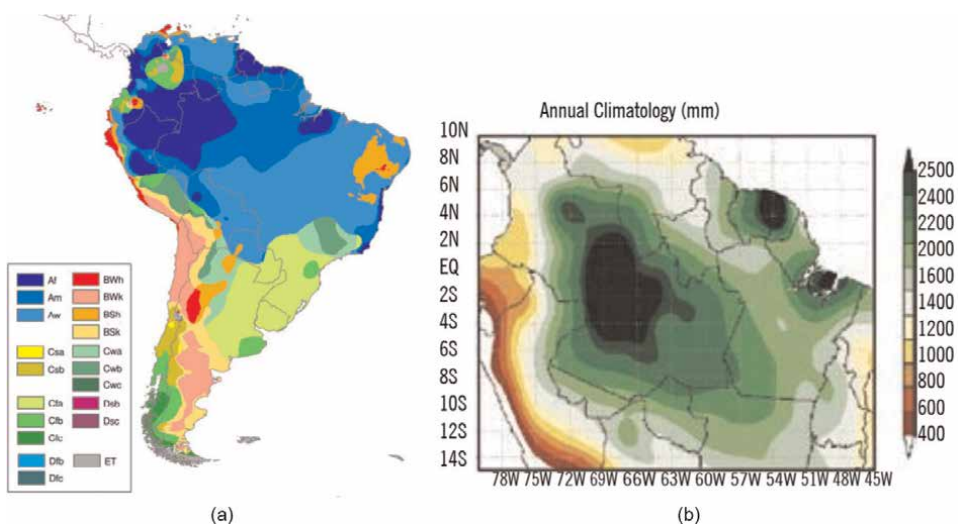 Af BWh
Am BWk
Aw BSh
BSk
Csa Cwa
Csb Cwb
Cwc
Cfa Dsb
Cfb Dsc
Cfc
Dfb ET
Dfc
(a)
Annual Climatology (mm)
10N
8N
6N
4N
2N
EQ
2S
4S
6S
8S
10S
12S
14S
78W 75W 72W 69W 66W 63W 60W 57W 54W 51W 48W 45W
2500
2400
2200
2000
1600
1400
1200
1000
800
600
400
(b)